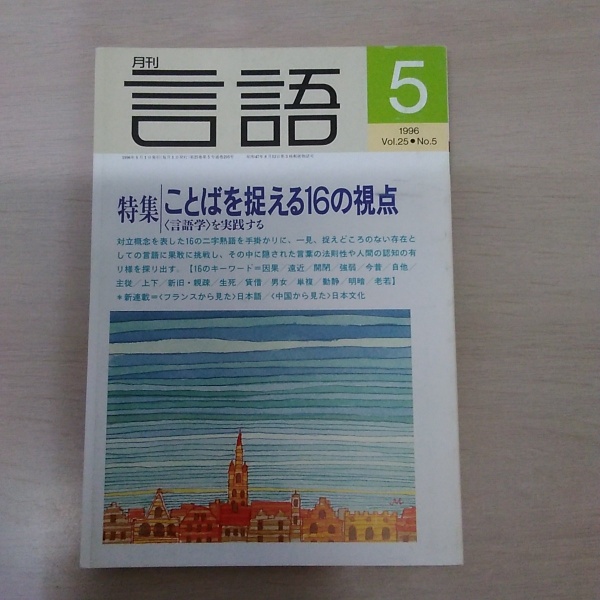 月刊
言語
5
1996
Vol.25●No.5
特集
ことばを捉える16の視点
〈言語学〉を実践する
対立概念を表した16の二字熟語を手掛かりに、一見、捉えどころのない存在と
しての言語に果敢に挑戦し、その中に隠された言葉の法則性や人間の認知の有
り様を探り出す。【16のキーワード＝因果／遠近／開閉／強弱／今昔／自他／
主従／上下／新旧・親疎／生死／貸借／男女／単複／動静／明暗／老若】
＊新連載＝〈フランスから見た〉日本語／〈中国から見た〉日本文化